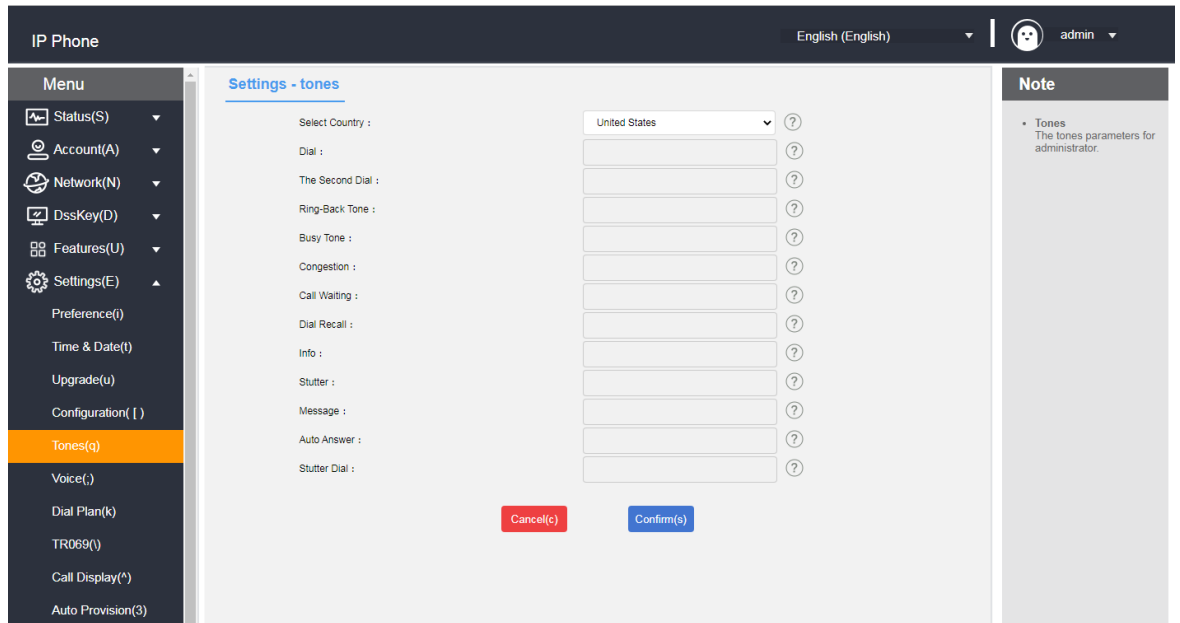 IP Phone
English (English)
admin
Menu
Status(S)
Account(A)
Network(N)
DssKey(D)
Features(U)
Settings(E)
Preference(i)
Time & Date(t)
Upgrade(u)
Configuration( [ )
Tones(q)
Voice(;)
Dial Plan(k)
TR069(\)
Call Display(^)
Auto Provision(3)
Settings - tones
Select Country :
United States
?
Dial :
?
The Second Dial :
?
Ring-Back Tone :
?
Busy Tone :
?
Congestion :
?
Call Waiting :
?
Dial Recall :
?
Info :
?
Stutter :
?
Message :
?
Auto Answer :
?
Stutter Dial :
?
Cancel(c)
Confirm(s)
Note
• Tones
The tones parameters for
administrator.